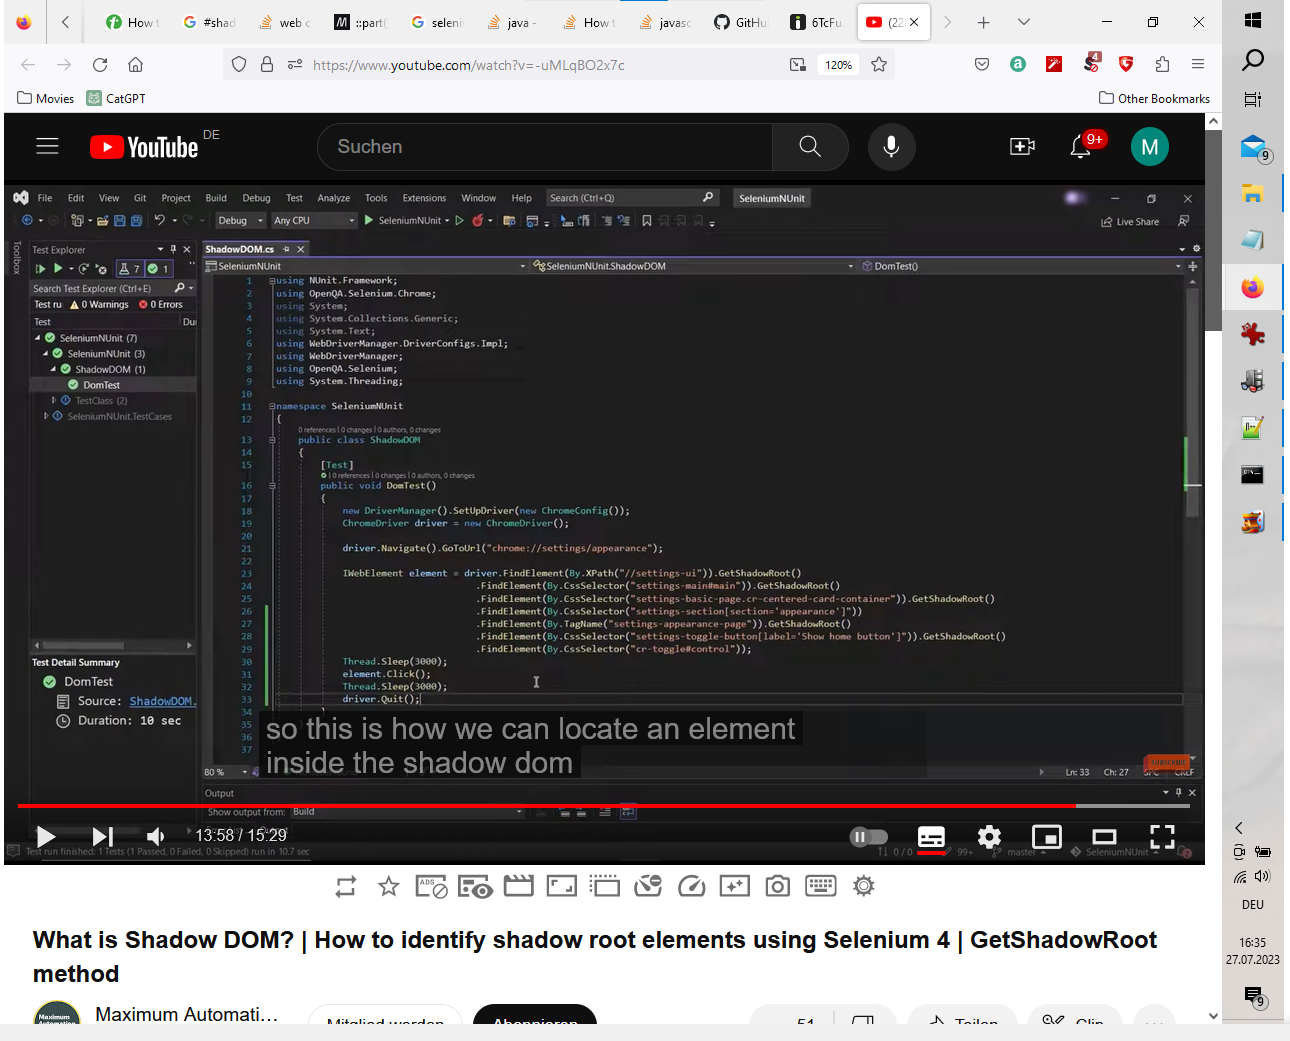 How t
#shad
web c
::part(
seleni
java -
How t
javasc
GitHu
6TcFu
(22
https://www.youtube.com/watch?v=-uMLqBO2x7c
120%
4
Movies
CatGPT
Other Bookmarks
YouTube DE
Suchen
9+
M
File Edit View Git Project Build Debug Test Analyze Tools Extensions Window Help Search (Ctrl+Q) SeleniumNUnit
Debug Any CPU SeleniumNUnit Live Share
Toolbox
Test Explorer
7 1
Search Test Explorer (Ctrl+E)
Test ru 0 Warnings 0 Errors
Test Du
SeleniumNUnit (7)
SeleniumNUnit (3)
ShadowDOM (1)
DomTest
TestClass (2)
SeleniumNUnit.TestCases
Test Detail Summary
DomTest
Source: ShadowDOM.
Duration: 10 sec
ShadowDOM.cs
SeleniumNUnit SeleniumNUnit.ShadowDOM DomTest()
1 using NUnit.Framework;
2 using OpenQA.Selenium.Chrome;
3 using System;
4 using System.Collections.Generic;
5 using System.Text;
6 using WebDriverManager.DriverConfigs.Impl;
7 using WebDriverManager;
8 using OpenQA.Selenium;
9 using System.Threading;
10
11 namespace SeleniumNUnit
12 {
0 references | 0 changes | 0 authors, 0 changes
13 public class ShadowDOM
14 {
15 [Test]
| 0 references | 0 changes | 0 authors, 0 changes
16 public void DomTest()
17 {
18 new DriverManager().SetUpDriver(new ChromeConfig());
19 ChromeDriver driver = new ChromeDriver();
20
21 driver.Navigate().GoToUrl("chrome://settings/appearance");
22
23 IWebElement element = driver.FindElement(By.XPath("//settings-ui")).GetShadowRoot()
24 .FindElement(By.CssSelector("settings-main#main")).GetShadowRoot()
25 .FindElement(By.CssSelector("settings-basic-page.cr-centered-card-container")).GetShadowRoot()
26 .FindElement(By.CssSelector("settings-section[section='appearance']"))
27 .FindElement(By.TagName("settings-appearance-page")).GetShadowRoot()
28 .FindElement(By.CssSelector("settings-toggle-button[label='Show home button']")).GetShadowRoot()
29 .FindElement(By.CssSelector("cr-toggle#control"));
30 Thread.Sleep(3000);
31 element.Click();
32 Thread.Sleep(3000);
33 driver.Quit();
34 }
35
36
37
so this is how we can locate an element
inside the shadow dom
80 % Ln: 33 Ch: 27 SPC CRLF
SUBSCRIBE
Output
Show output from: Build
13:58 / 15:29
Test run finished: 1 Tests (1 Passed, 0 Failed, 0 Skipped) run in 10.7 sec
0 / 0 99+ master SeleniumNUnit 2
ADS
What is Shadow DOM? | How to identify shadow root elements using Selenium 4 | GetShadowRoot
method
Maximum
Automation
Maximum Automati...
Mitglied werden
Abonnieren
51
Teilen
Clip
9
DEU
16:35
27.07.2023
9